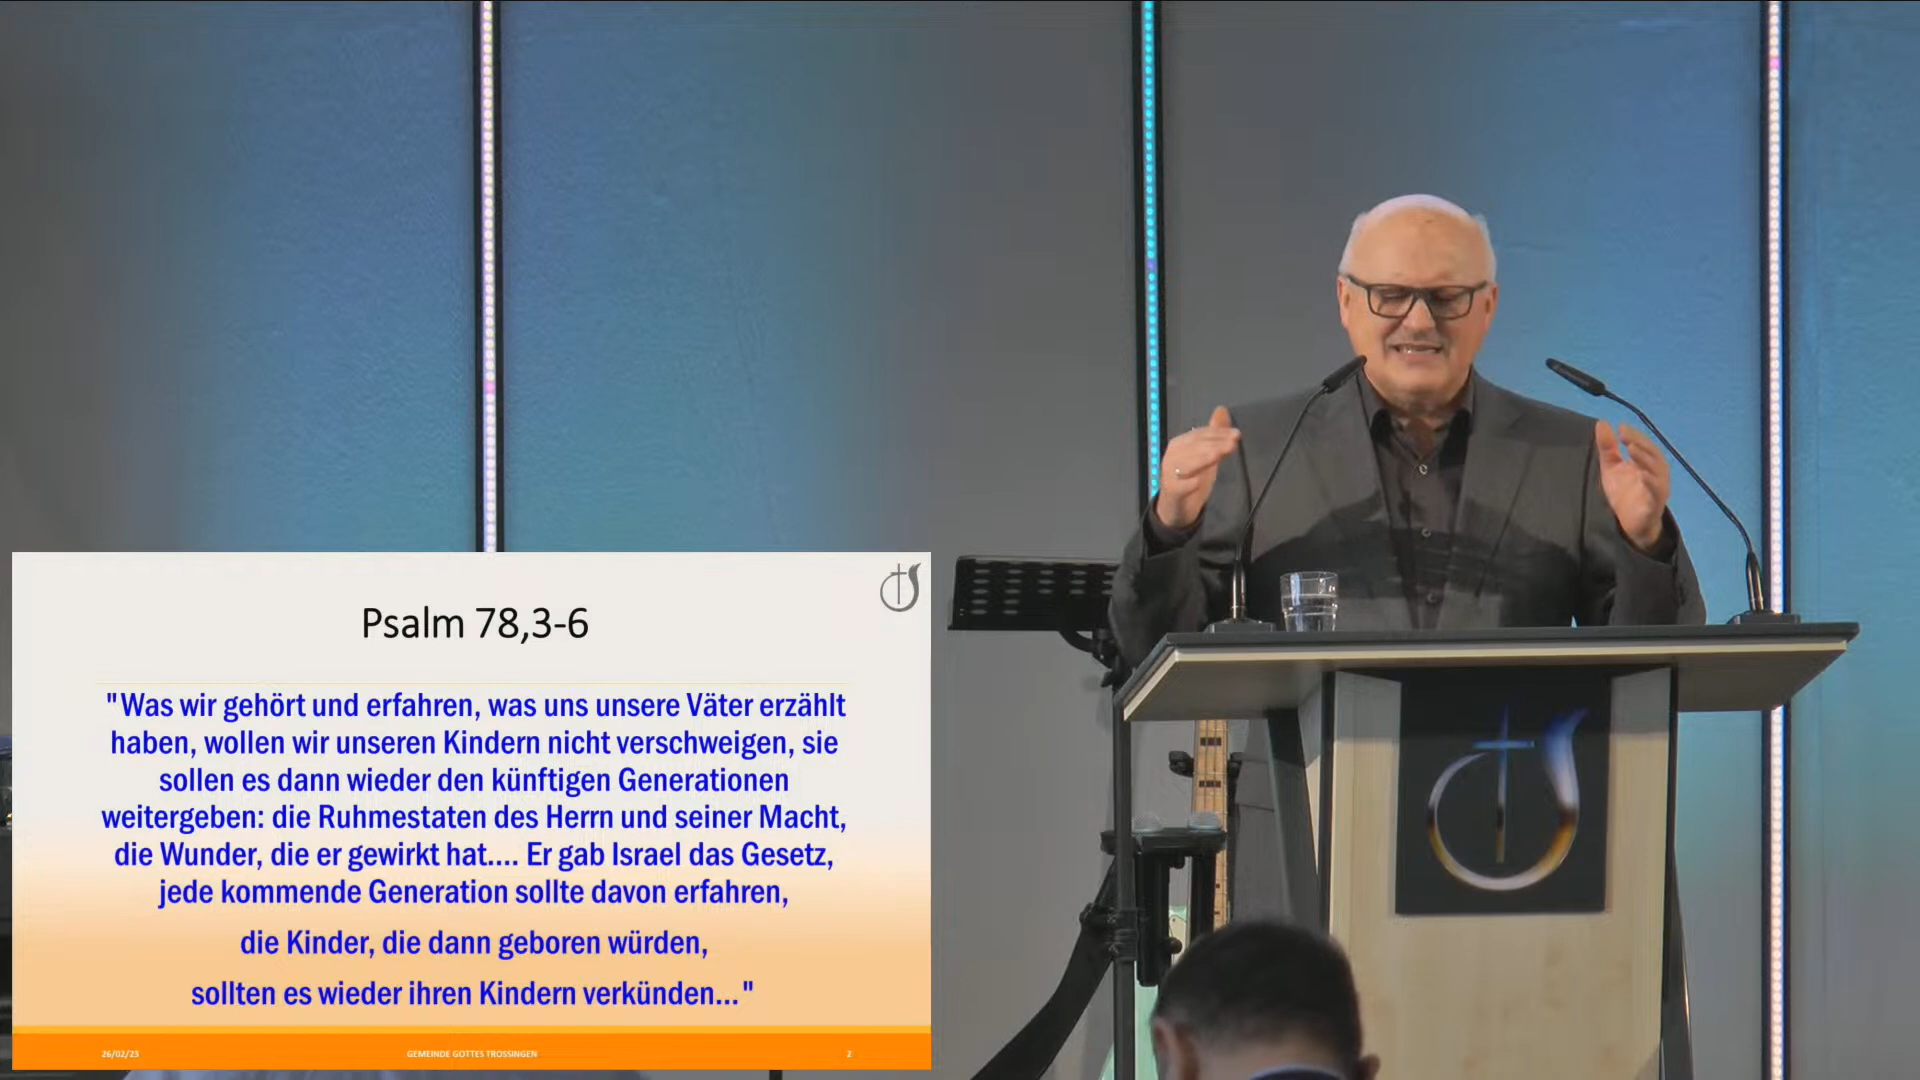 Psalm 78,3-6
"Was wir gehört und erfahren, was uns unsere Väter erzählt
haben, wollen wir unseren Kindern nicht verschweigen, sie
sollen es dann wieder den künftigen Generationen
weitergeben: die Ruhmestaten des Herrn und seiner Macht,
die Wunder, die er gewirkt hat.... Er gab Israel das Gesetz,
jede kommende Generation sollte davon erfahren,
die Kinder, die dann geboren würden,
sollten es wieder ihren Kindern verkünden..."
26/02/23 GEMEINDE GOTTES TROSSINGEN 2